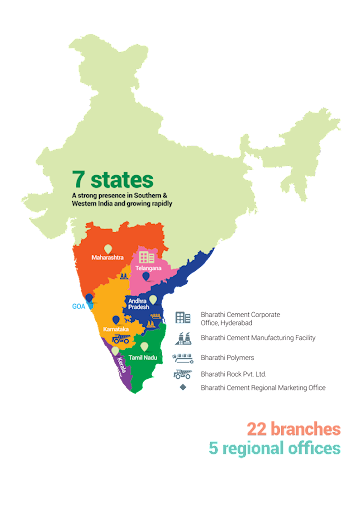 7 states
A strong presence in Southern &
Western India and growing rapidly
Maharashtra
Telangana
GOA
Andhra
Pradesh
Karnataka
Kerala
Tamil Nadu
Bharathi Cement Corporate
Office, Hyderabad
Bharathi Cement Manufacturing Facility
Bharathi Polymers
Bharathi Rock Pvt. Ltd.
Bharathi Cement Regional Marketing Office
22 branches
5 regional offices